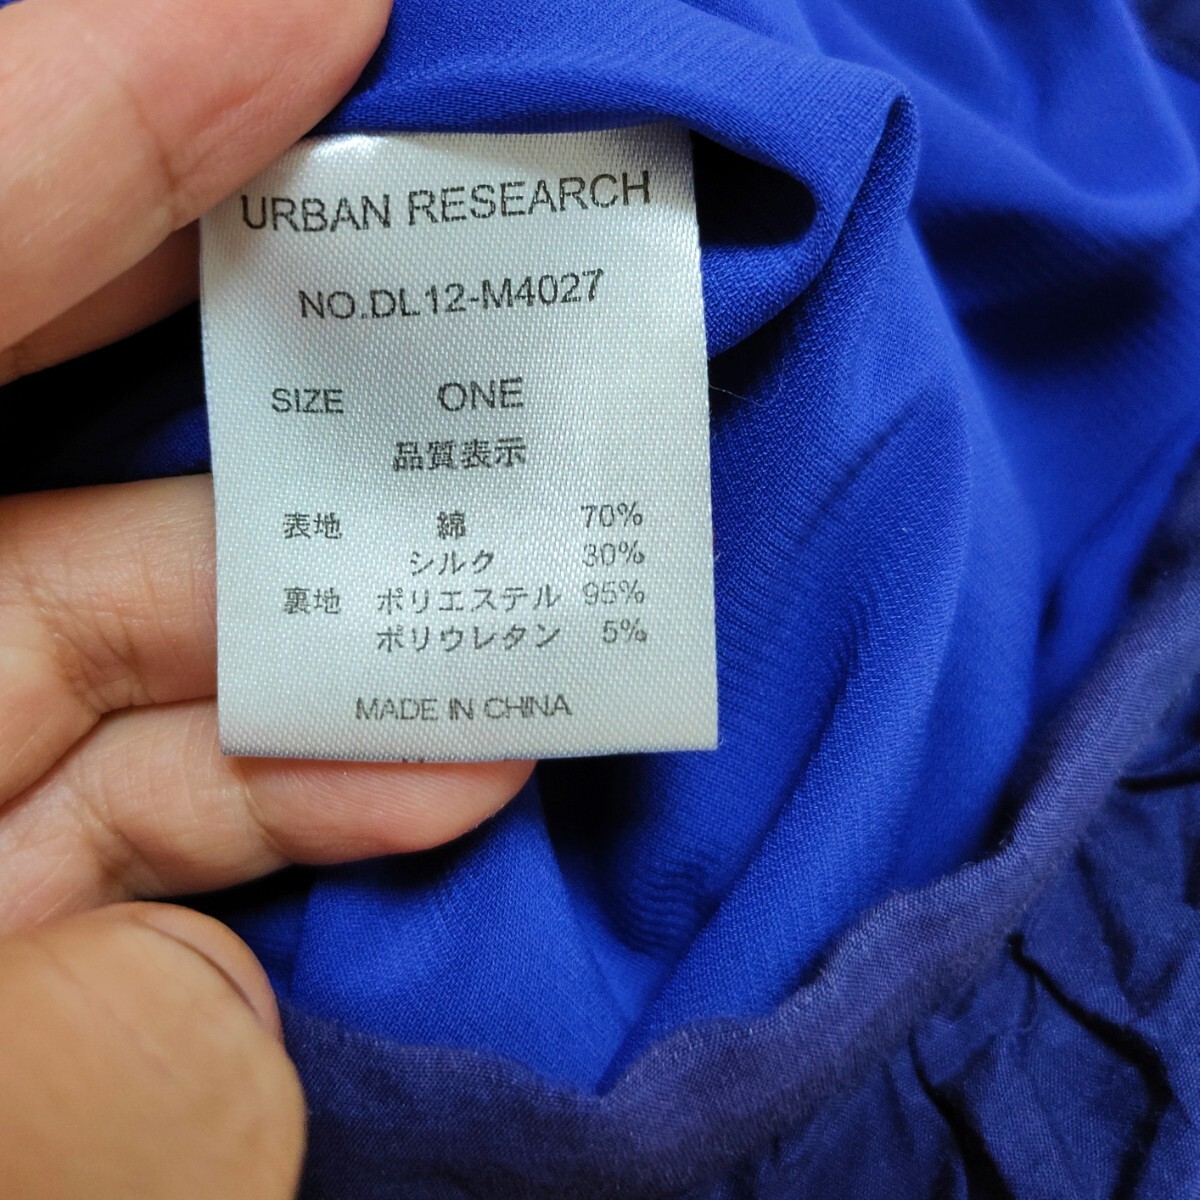 URBAN RESEARCH
NO.DL12-M4027
SIZE ONE
品質表示
表地 綿 70%
シルク 30%
裏地 ポリエステル 95%
ポリウレタン 5%
MADE IN CHINA